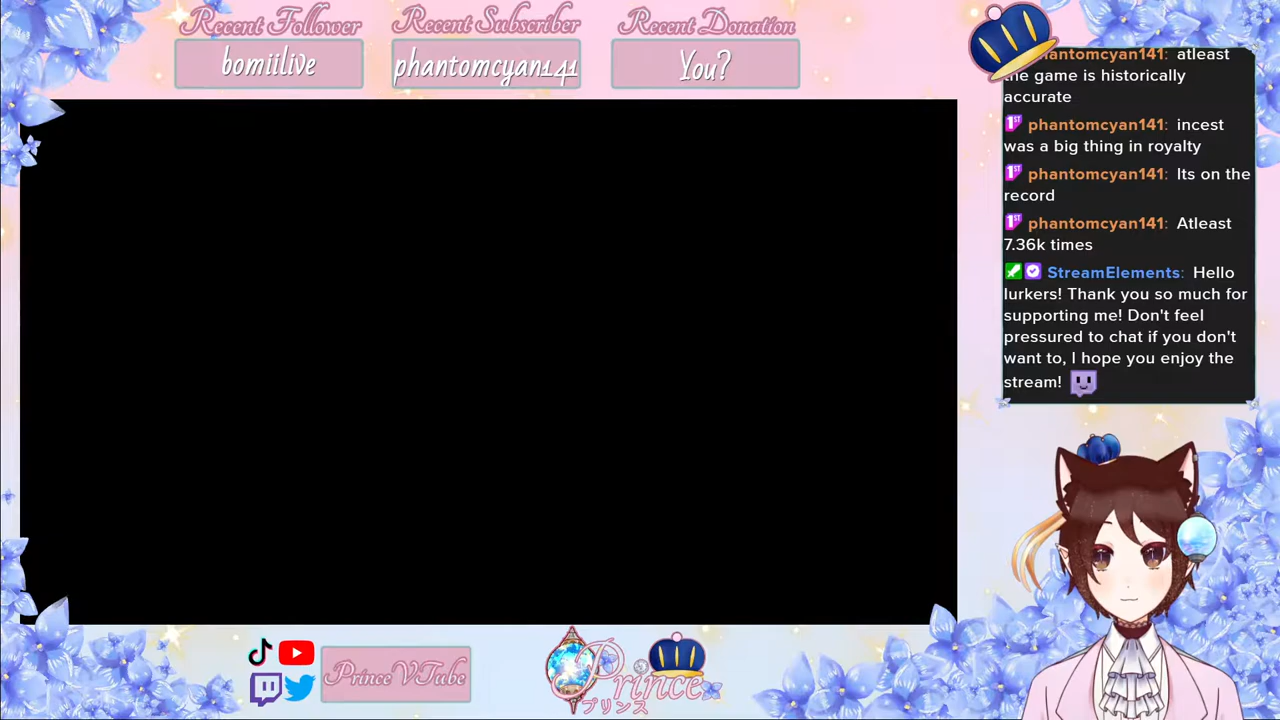 Recent Follower
Recent Subscriber
Recent Donation
bomiilive
phantomcyan141
You?
phantomcyan141: atleast
the game is historically
accurate
phantomcyan141: incest
was a big thing in royalty
phantomcyan141: Its on the
record
phantomcyan141: Atleast
7.36k times
StreamElements: Hello
lurkers! Thank you so much for
supporting me! Don't feel
pressured to chat if you don't
want to, I hope you enjoy the
stream!
Prince VTube
Prince
プリンス